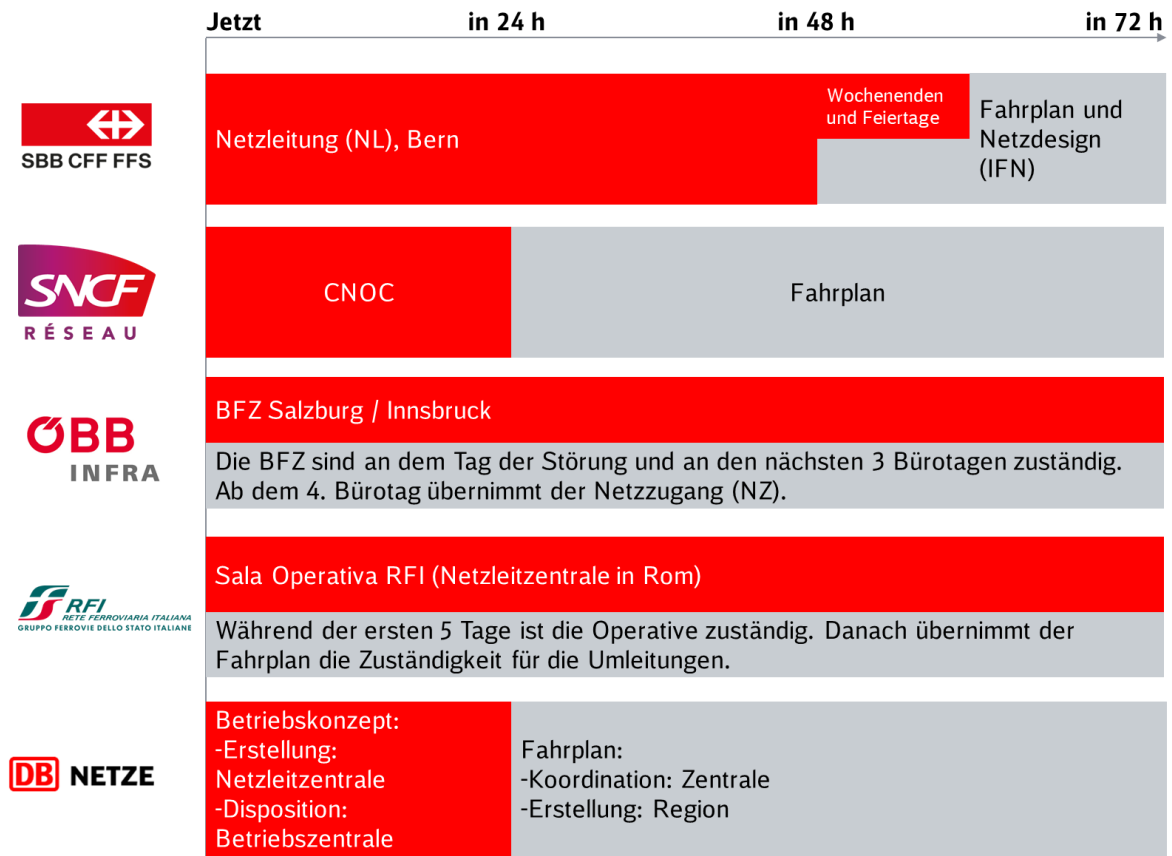 Jetzt in 24 h in 48 h in 72 h
SBB CFF FFS
Netzleitung (NL), Bern
Wochenenden
und Feiertage
Fahrplan und
Netzdesign
(IFN)
SNCF
RÉSEAU
CNOC
Fahrplan
ÖBB
INFRA
BFZ Salzburg / Innsbruck
Die BFZ sind an dem Tag der Störung und an den nächsten 3 Bürotagen zuständig.
Ab dem 4. Bürotag übernimmt der Netzzugang (NZ).
RFI
RETE FERROVIARIA ITALIANA
GRUPPO FERROVIE DELLO STATO ITALIANE
Sala Operativa RFI (Netzleitzentrale in Rom)
Während der ersten 5 Tage ist die Operative zuständig. Danach übernimmt der
Fahrplan die Zuständigkeit für die Umleitungen.
DB NETZE
Betriebskonzept:
-Erstellung:
Netzleitzentrale
-Disposition:
Betriebszentrale
Fahrplan:
-Koordination: Zentrale
-Erstellung: Region